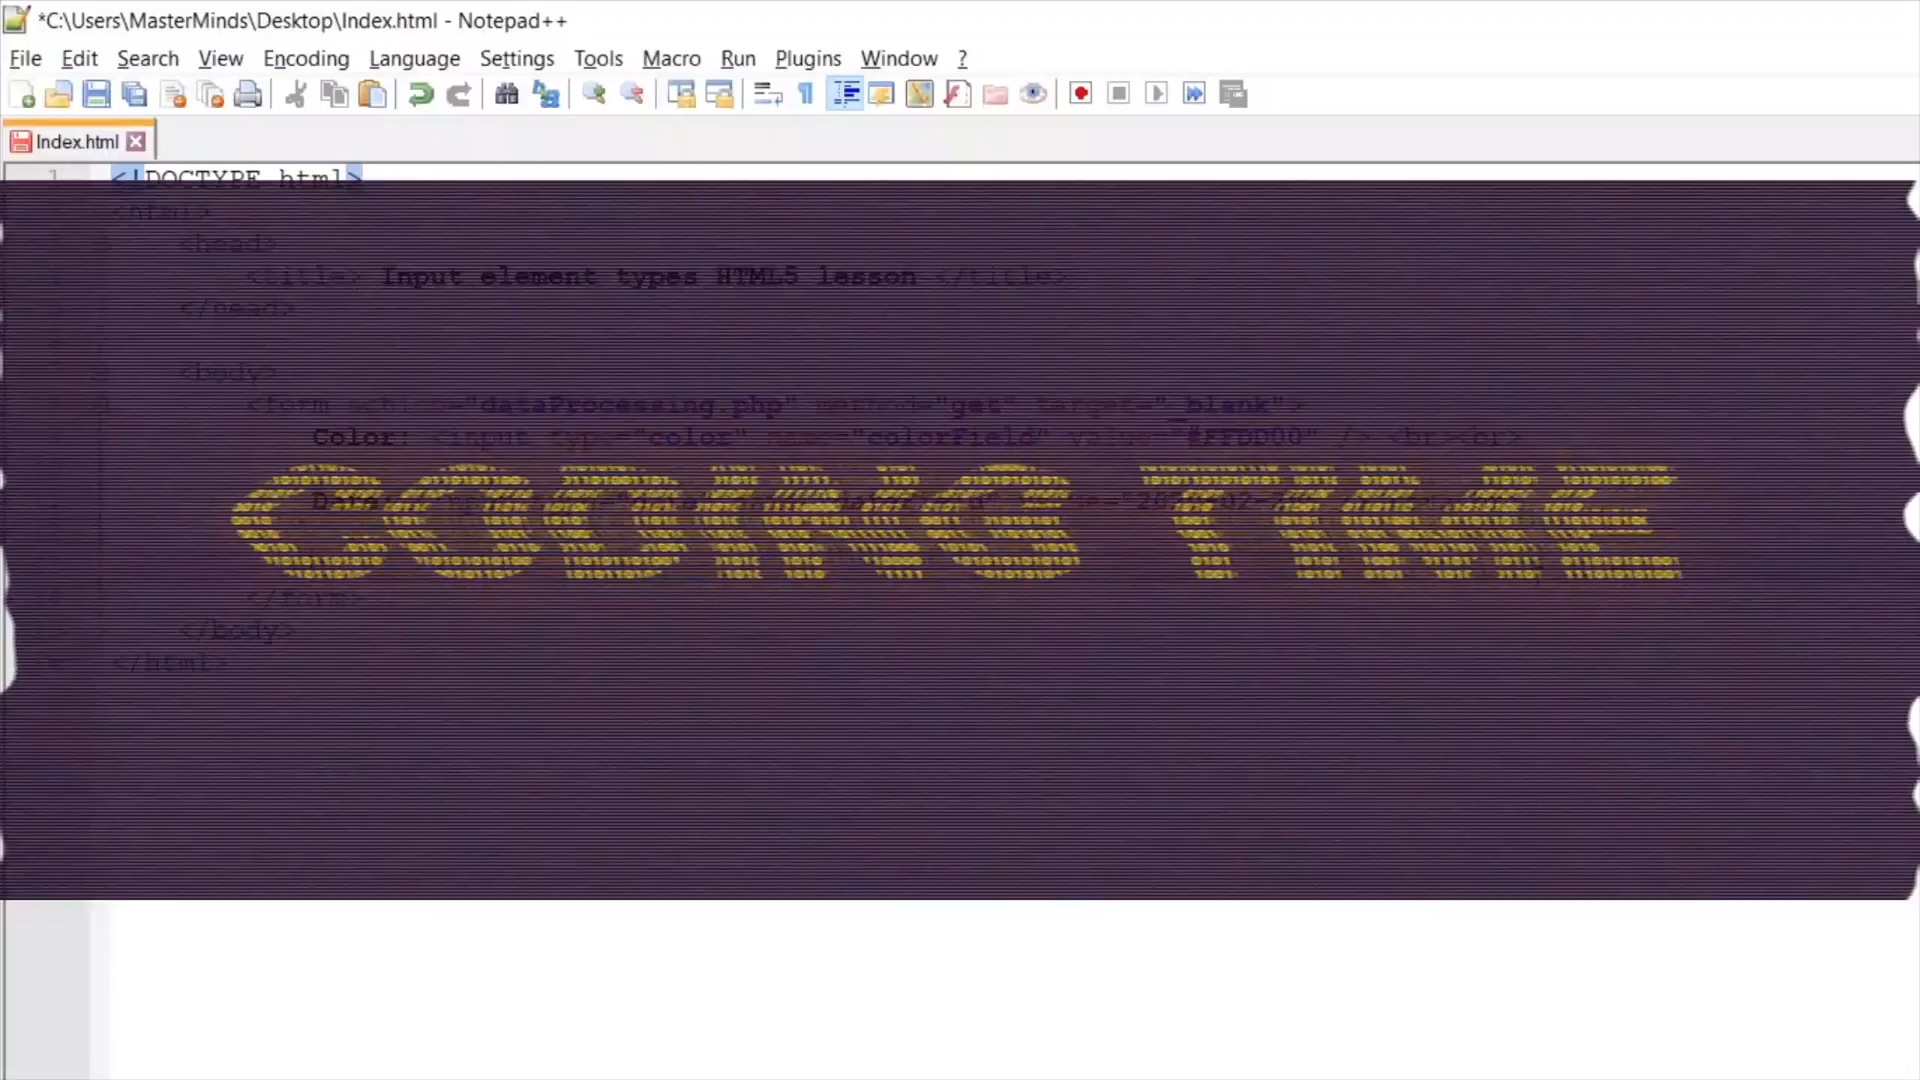 *C:\Users\MasterMinds\Desktop\Index.html - Notepad++
File Edit Search View Encoding Language Settings Tools Macro Run Plugins Window ?
Index.html
1 <!DOCTYPE html>
<html>
<head>
<title> Input element types HTML5 lesson </title>
</head>
<body>
<form action="dataProcessing.php" method="get" target="_blank">
Color: <input type="color" name="colorField" value="#FFDD00" /> <br><br>
CODING TIME
</form>
</body>
</html>